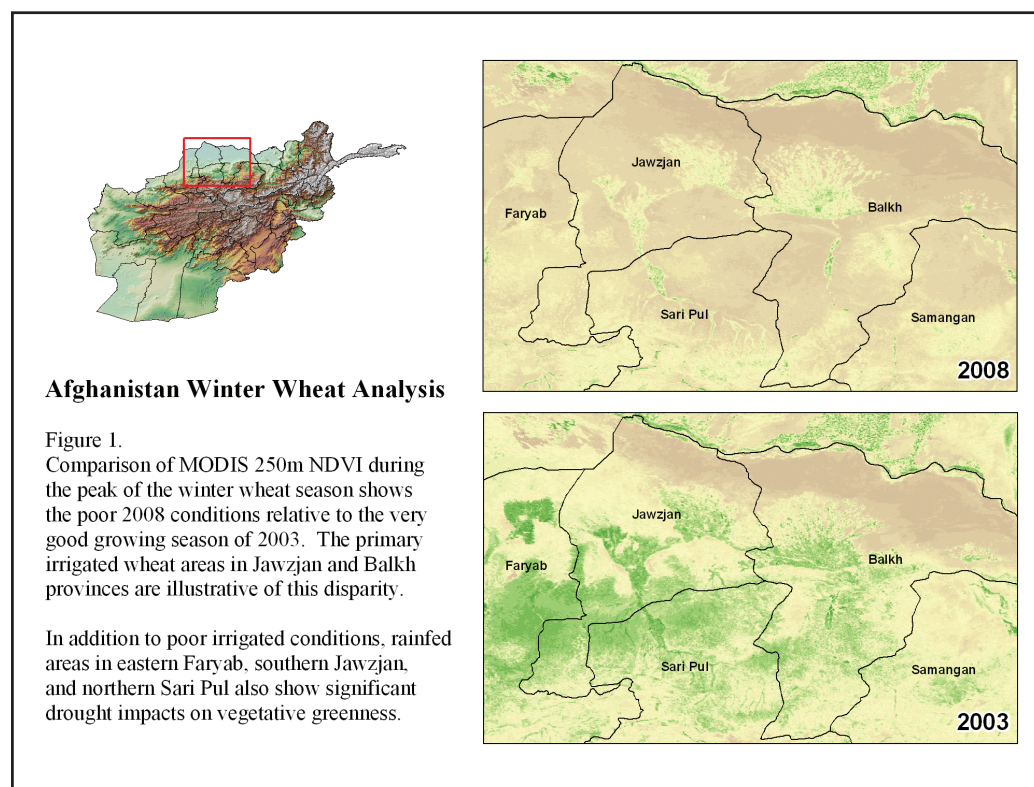 Afghanistan Winter Wheat Analysis
Figure 1.
Comparison of MODIS 250m NDVI during
the peak of the winter wheat season shows
the poor 2008 conditions relative to the very
good growing season of 2003.  The primary
irrigated wheat areas in Jawzjan and Balkh
provinces are illustrative of this disparity.
In addition to poor irrigated conditions, rainfed
areas in eastern Faryab, southern Jawzjan,
and northern Sari Pul also show significant
drought impacts on vegetative greenness.
Jawzjan
Faryab
Balkh
Sari Pul
Samangan
2008
Jawzjan
Faryab
Balkh
Sari Pul
Samangan
2003